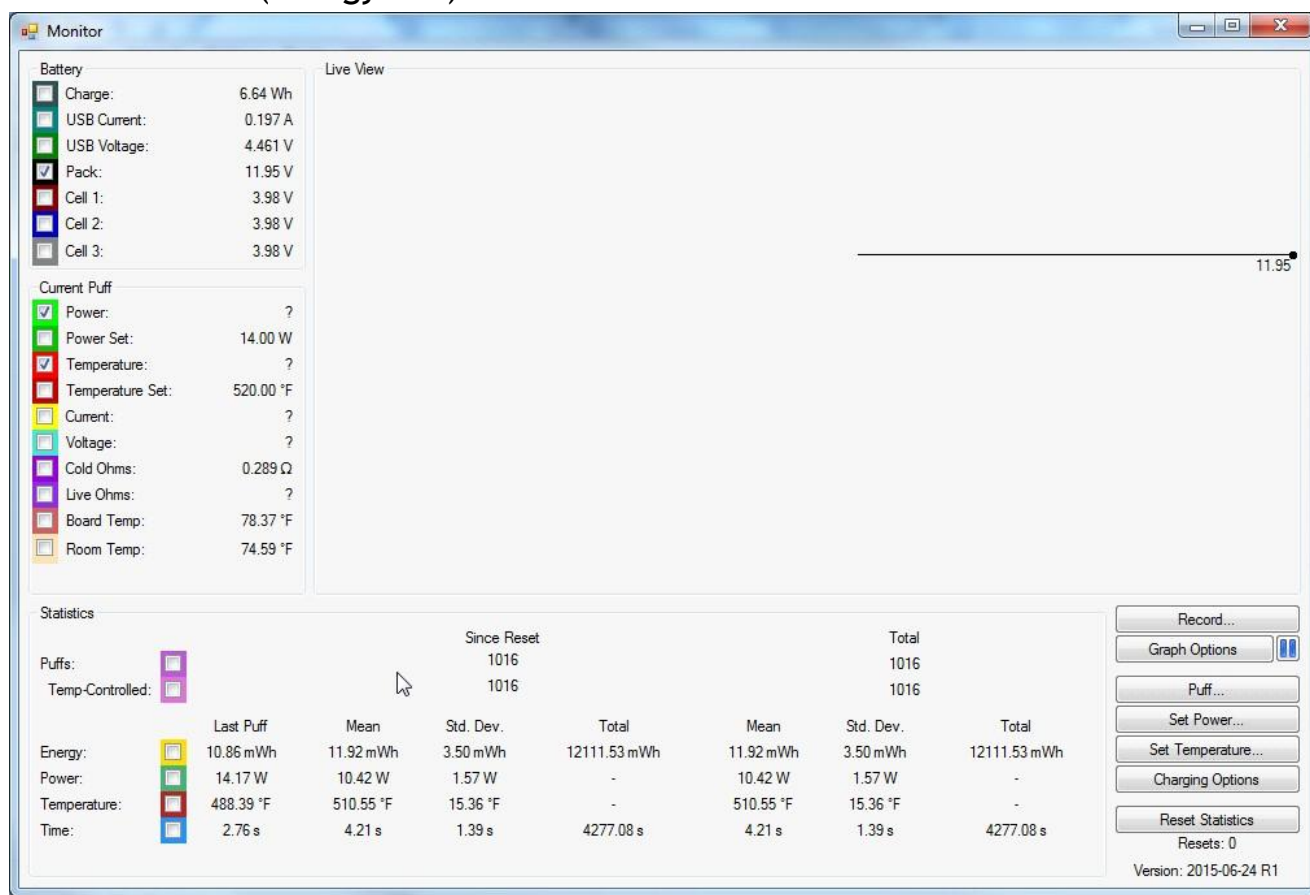 Monitor
Battery
Charge: 6.64 Wh
USB Current: 0.197 A
USB Voltage: 4.461 V
Pack: 11.95 V
Cell 1: 3.98 V
Cell 2: 3.98 V
Cell 3: 3.98 V
Current Puff
Power: ?
Power Set: 14.00 W
Temperature: ?
Temperature Set: 520.00 °F
Current: ?
Voltage: ?
Cold Ohms: 0.289 Ω
Live Ohms: ?
Board Temp: 78.37 °F
Room Temp: 74.59 °F
Live View
11.95
Statistics
Since Reset Total
Puffs: 1016 1016
Temp-Controlled: 1016 1016
Last Puff Mean Std. Dev. Total Mean Std. Dev. Total
Energy: 10.86 mWh 11.92 mWh 3.50 mWh 12111.53 mWh 11.92 mWh 3.50 mWh 12111.53 mWh
Power: 14.17 W 10.42 W 1.57 W - 10.42 W 1.57 W -
Temperature: 488.39 °F 510.55 °F 15.36 °F - 510.55 °F 15.36 °F -
Time: 2.76 s 4.21 s 1.39 s 4277.08 s 4.21 s 1.39 s 4277.08 s
Record...
Graph Options
Puff...
Set Power...
Set Temperature...
Charging Options
Reset Statistics
Resets: 0
Version: 2015-06-24 R1